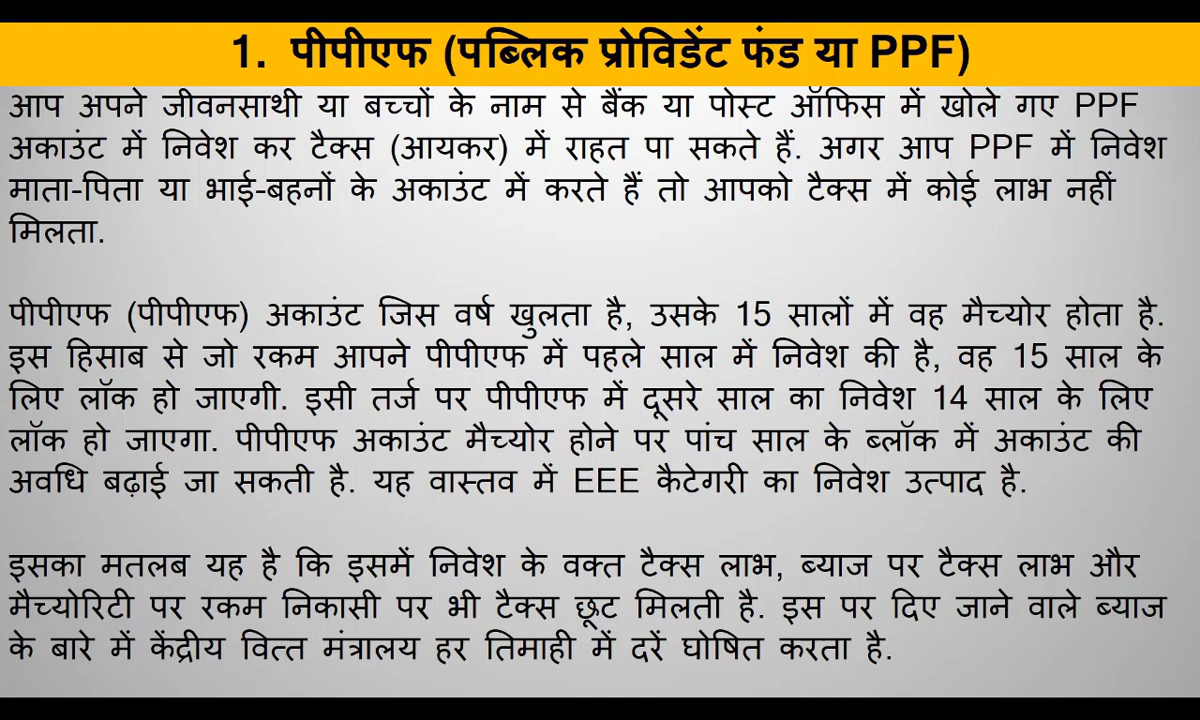 1. पीपीएफ (पब्लिक प्रोविडेंट फंड या PPF)
आप अपने जीवनसाथी या बच्चों के नाम से बैंक या पोस्ट ऑफिस में खोले गए PPF
अकाउंट में निवेश कर टैक्स (आयकर) में राहत पा सकते हैं. अगर आप PPF में निवेश
माता-पिता या भाई-बहनों के अकाउंट में करते हैं तो आपको टैक्स में कोई लाभ नहीं
मिलता.
पीपीएफ (पीपीएफ) अकाउंट जिस वर्ष खुलता है, उसके 15 सालों में वह मैच्योर होता है.
इस हिसाब से जो रकम आपने पीपीएफ में पहले साल में निवेश की है, वह 15 साल के
लिए लॉक हो जाएगी. इसी तर्ज पर पीपीएफ में दूसरे साल का निवेश 14 साल के लिए
लॉक हो जाएगा. पीपीएफ अकाउंट मैच्योर होने पर पांच साल के ब्लॉक में अकाउंट की
अवधि बढ़ाई जा सकती है. यह वास्तव में EEE कैटेगरी का निवेश उत्पाद है.
इसका मतलब यह है कि इसमें निवेश के वक्त टैक्स लाभ, ब्याज पर टैक्स लाभ और
मैच्योरिटी पर रकम निकासी पर भी टैक्स छूट मिलती है. इस पर दिए जाने वाले ब्याज
के बारे में केंद्रीय वित्त मंत्रालय हर तिमाही में दरें घोषित करता है.